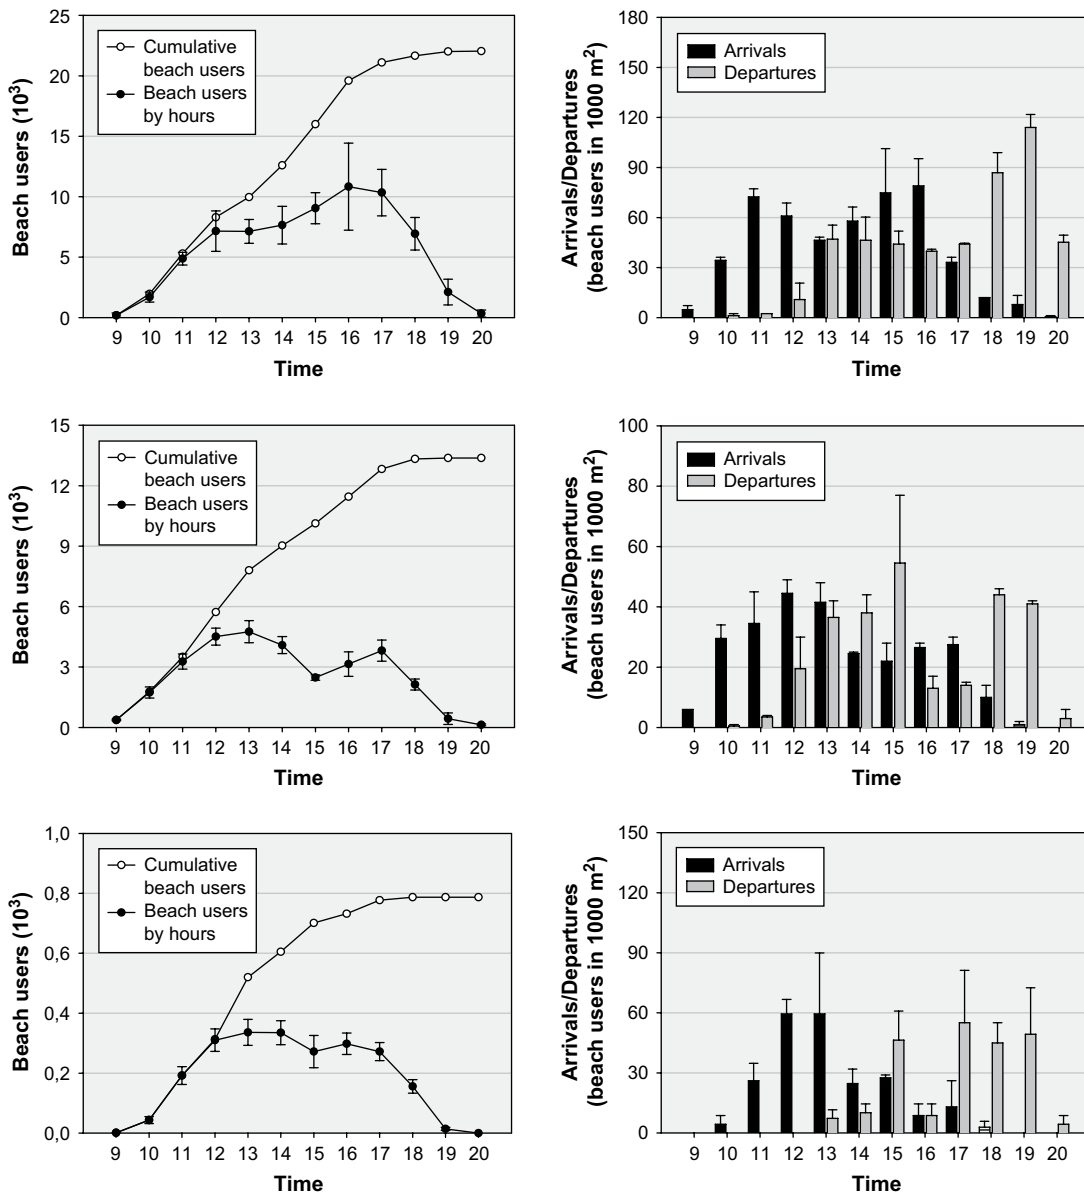 Beach users (10³)
25
20
15
10
5
0
Cumulative
beach users
Beach users
by hours
9 10 11 12 13 14 15 16 17 18 19 20
Time
Arrivals/Departures
(beach users in 1000 m²)
180
150
120
90
60
30
0
Arrivals
Departures
9 10 11 12 13 14 15 16 17 18 19 20
Time
Beach users (10³)
15
12
9
6
3
0
Cumulative
beach users
Beach users
by hours
9 10 11 12 13 14 15 16 17 18 19 20
Time
Arrivals/Departures
(beach users in 1000 m²)
100
80
60
40
20
0
Arrivals
Departures
9 10 11 12 13 14 15 16 17 18 19 20
Time
Beach users (10³)
1,0
0,8
0,6
0,4
0,2
0,0
Cumulative
beach users
Beach users
by hours
9 10 11 12 13 14 15 16 17 18 19 20
Time
Arrivals/Departures
(beach users in 1000 m²)
150
120
90
60
30
0
Arrivals
Departures
9 10 11 12 13 14 15 16 17 18 19 20
Time